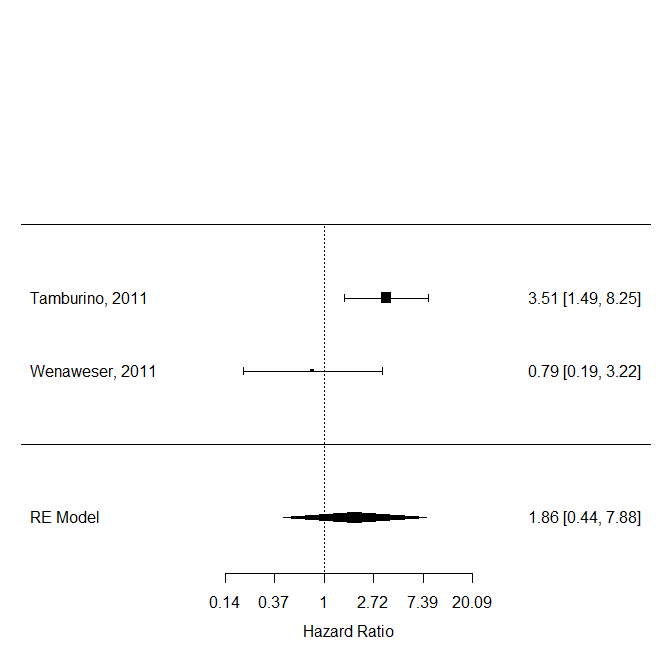 Tamburino, 2011 3.51 [1.49, 8.25]
Wenaweser, 2011 0.79 [0.19, 3.22]
RE Model 1.86 [0.44, 7.88]
0.14 0.37 1 2.72 7.39 20.09
Hazard Ratio